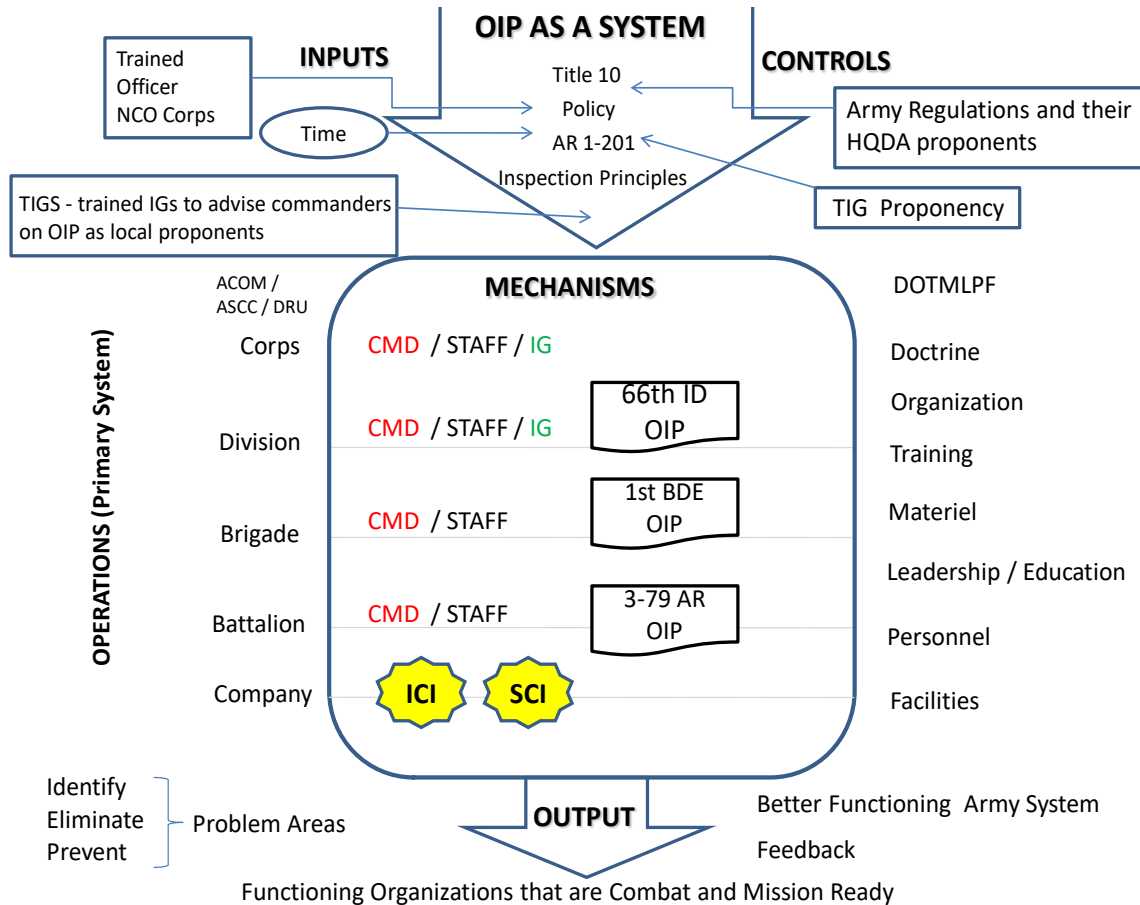 OIP AS A SYSTEM
INPUTS
CONTROLS
Trained
Officer
NCO Corps
Time
Title 10
Policy
AR 1-201
Inspection Principles
Army Regulations and their
HQDA proponents
TIG Proponency
TIGS - trained IGs to advise commanders
on OIP as local proponents
MECHANISMS
OPERATIONS (Primary System)
ACOM /
ASCC / DRU
DOTMLPF
Corps
CMD / STAFF / IG
Doctrine
Division
CMD / STAFF / IG
66th ID
OIP
Organization
Training
Brigade
CMD / STAFF
1st BDE
OIP
Materiel
Leadership / Education
Battalion
CMD / STAFF
3-79 AR
OIP
Personnel
Company
ICI
SCI
Facilities
Identify
Eliminate
Prevent
Problem Areas
OUTPUT
Better Functioning Army System
Feedback
Functioning Organizations that are Combat and Mission Ready